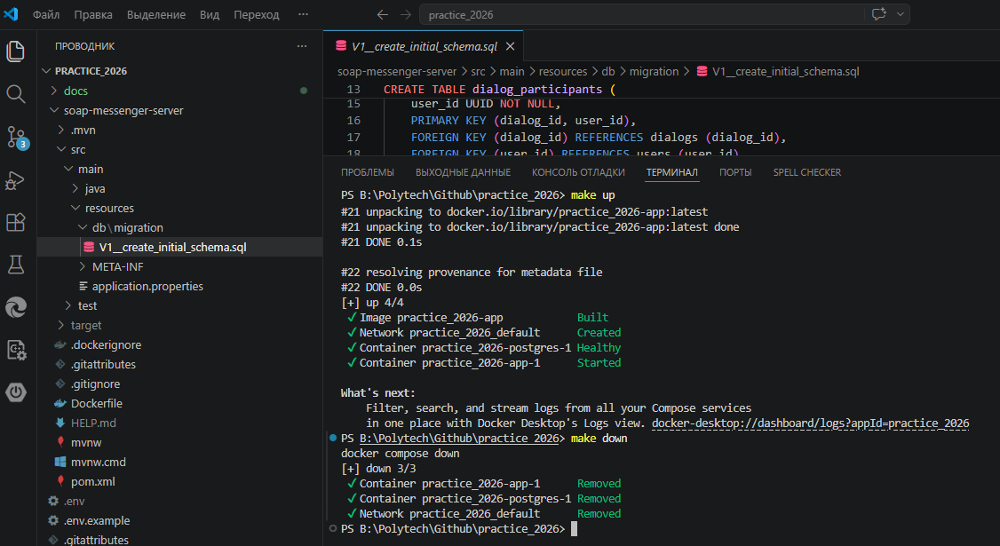 Файл Правка Выделение Вид Переход ··· practice_2026
ПРОВОДНИК ···
PRACTICE_2026
docs
soap-messenger-server
.mvn
src
main
java
resources
db\migration
V1__create_initial_schema.sql
META-INF
application.properties
test
target
.dockerignore
.gitattributes
.gitignore
Dockerfile
HELP.md
mvnw
mvnw.cmd
pom.xml
.env
.env.example
.gitattributes
3
V1__create_initial_schema.sql
soap-messenger-server > src > main > resources > db > migration > V1__create_initial_schema.sql
13 CREATE TABLE dialog_participants (
15 user_id UUID NOT NULL,
16 PRIMARY KEY (dialog_id, user_id),
17 FOREIGN KEY (dialog_id) REFERENCES dialogs (dialog_id),
18 FOREIGN KEY (user_id) REFERENCES users (user_id)
ПРОБЛЕМЫ ВЫХОДНЫЕ ДАННЫЕ КОНСОЛЬ ОТЛАДКИ ТЕРМИНАЛ ПОРТЫ SPELL CHECKER
PS B:\Polytech\Github\practice_2026> make up
#21 unpacking to docker.io/library/practice_2026-app:latest
#21 unpacking to docker.io/library/practice_2026-app:latest done
#21 DONE 0.1s
#22 resolving provenance for metadata file
#22 DONE 0.0s
[+] up 4/4
✓ Image practice_2026-app Built
✓ Network practice_2026_default Created
✓ Container practice_2026-postgres-1 Healthy
✓ Container practice_2026-app-1 Started
What's next:
Filter, search, and stream logs from all your Compose services
in one place with Docker Desktop's Logs view. docker-desktop://dashboard/logs?appId=practice_2026
PS B:\Polytech\Github\practice_2026> make down
docker compose down
[+] down 3/3
✓ Container practice_2026-app-1 Removed
✓ Container practice_2026-postgres-1 Removed
✓ Network practice_2026_default Removed
PS B:\Polytech\Github\practice_2026>